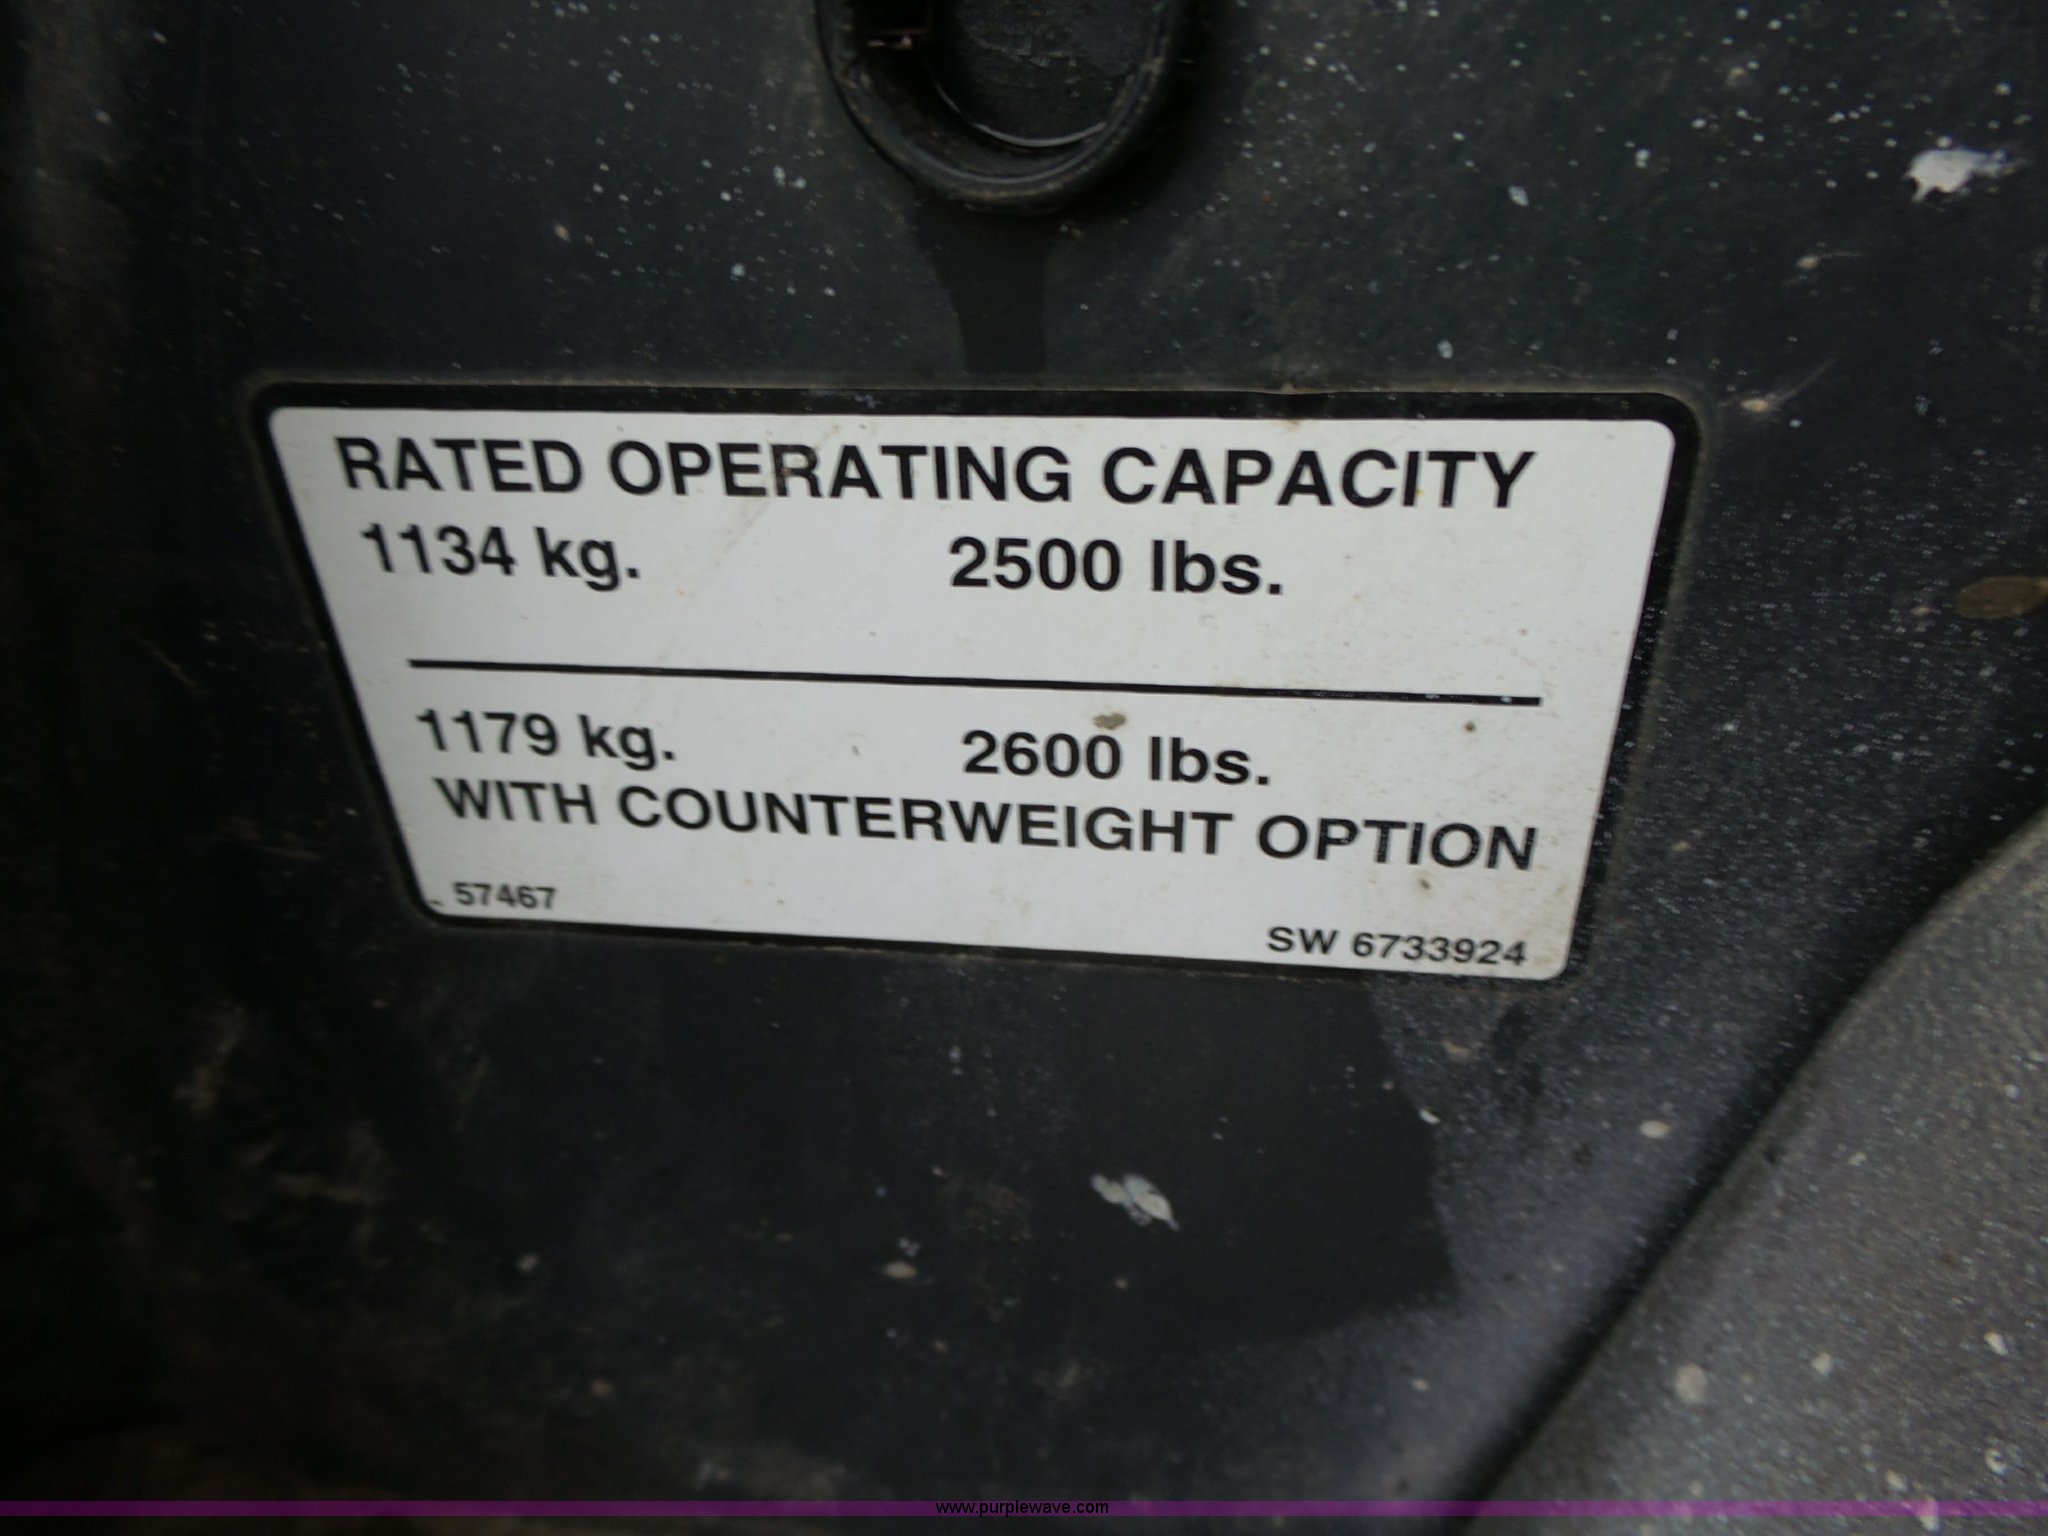 RATED OPERATING CAPACITY
1134 kg. 2500 lbs.
1179 kg. 2600 lbs.
WITH COUNTERWEIGHT OPTION
57467
SW 6733924
www.purplewave.com